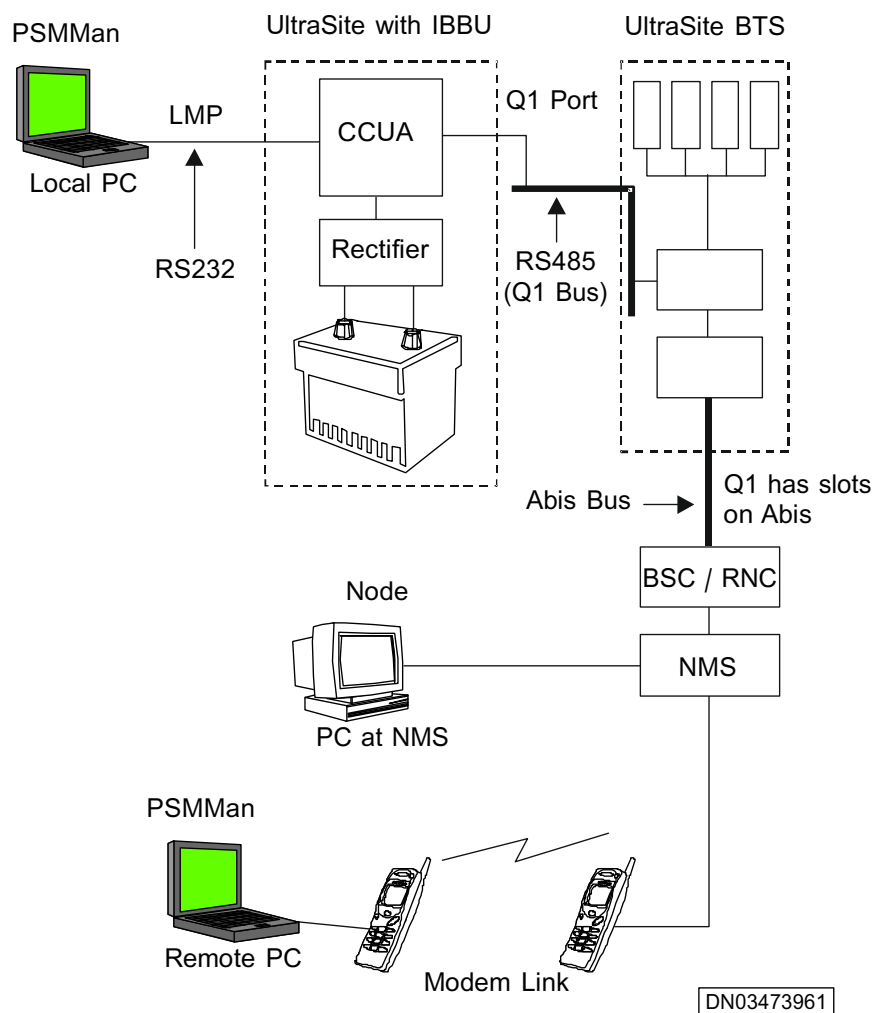 PSMMan
UltraSite with IBBU
UltraSite BTS
LMP
CCUA
Q1 Port
Local PC
RS232
Rectifier
RS485
(Q1 Bus)
Abis Bus
Q1 has slots
on Abis
BSC / RNC
Node
NMS
PC at NMS
PSMMan
Remote PC
Modem Link
DN03473961